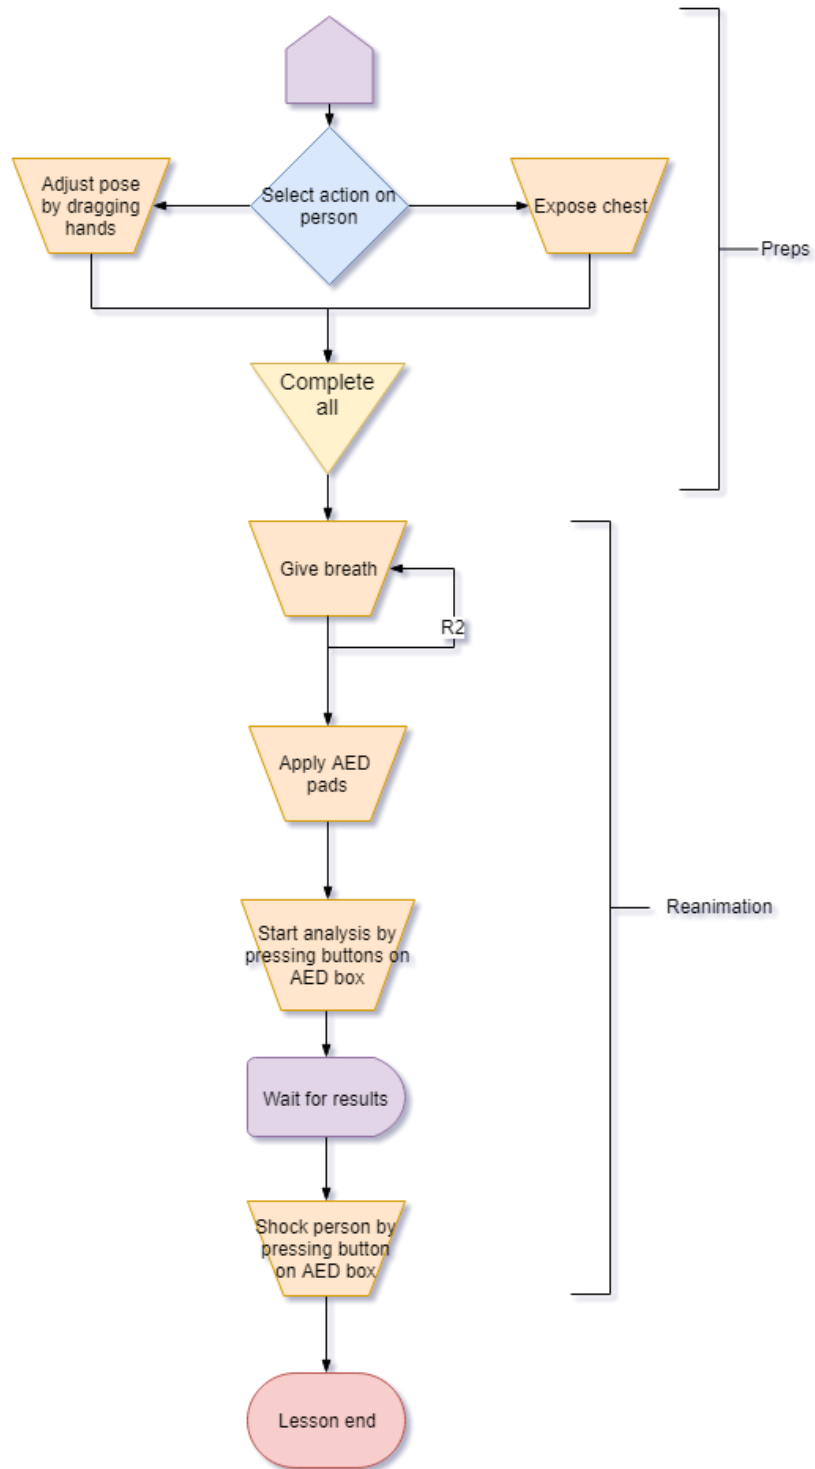 Adjust pose
by dragging
hands
Select action on
person
Expose chest
Preps
Complete
all
Give breath
R2
Apply AED
pads
Start analysis by
pressing buttons on
AED box
Reanimation
Wait for results
Shock person by
pressing button
on AED box
Lesson end